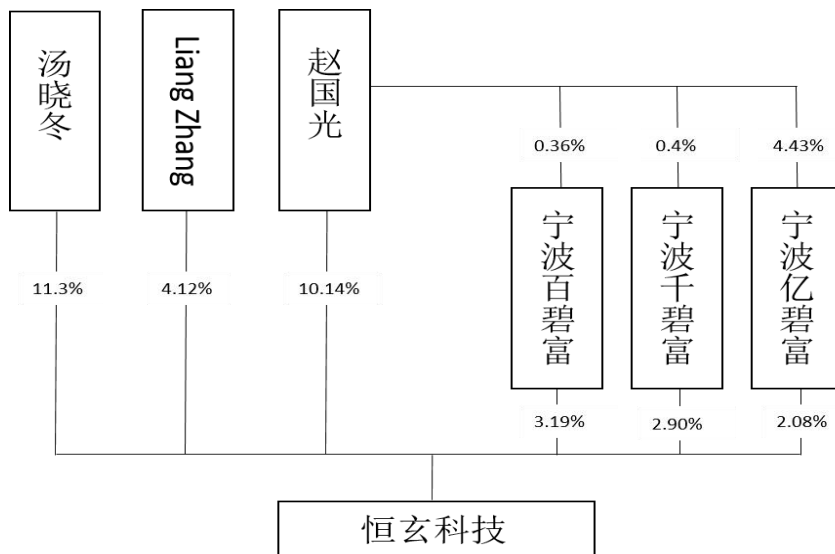 汤晓冬
Liang Zhang
赵国光
0.36%
0.4%
4.43%
宁波百碧富
宁波千碧富
宁波亿碧富
11.3%
4.12%
10.14%
3.19%
2.90%
2.08%
恒玄科技